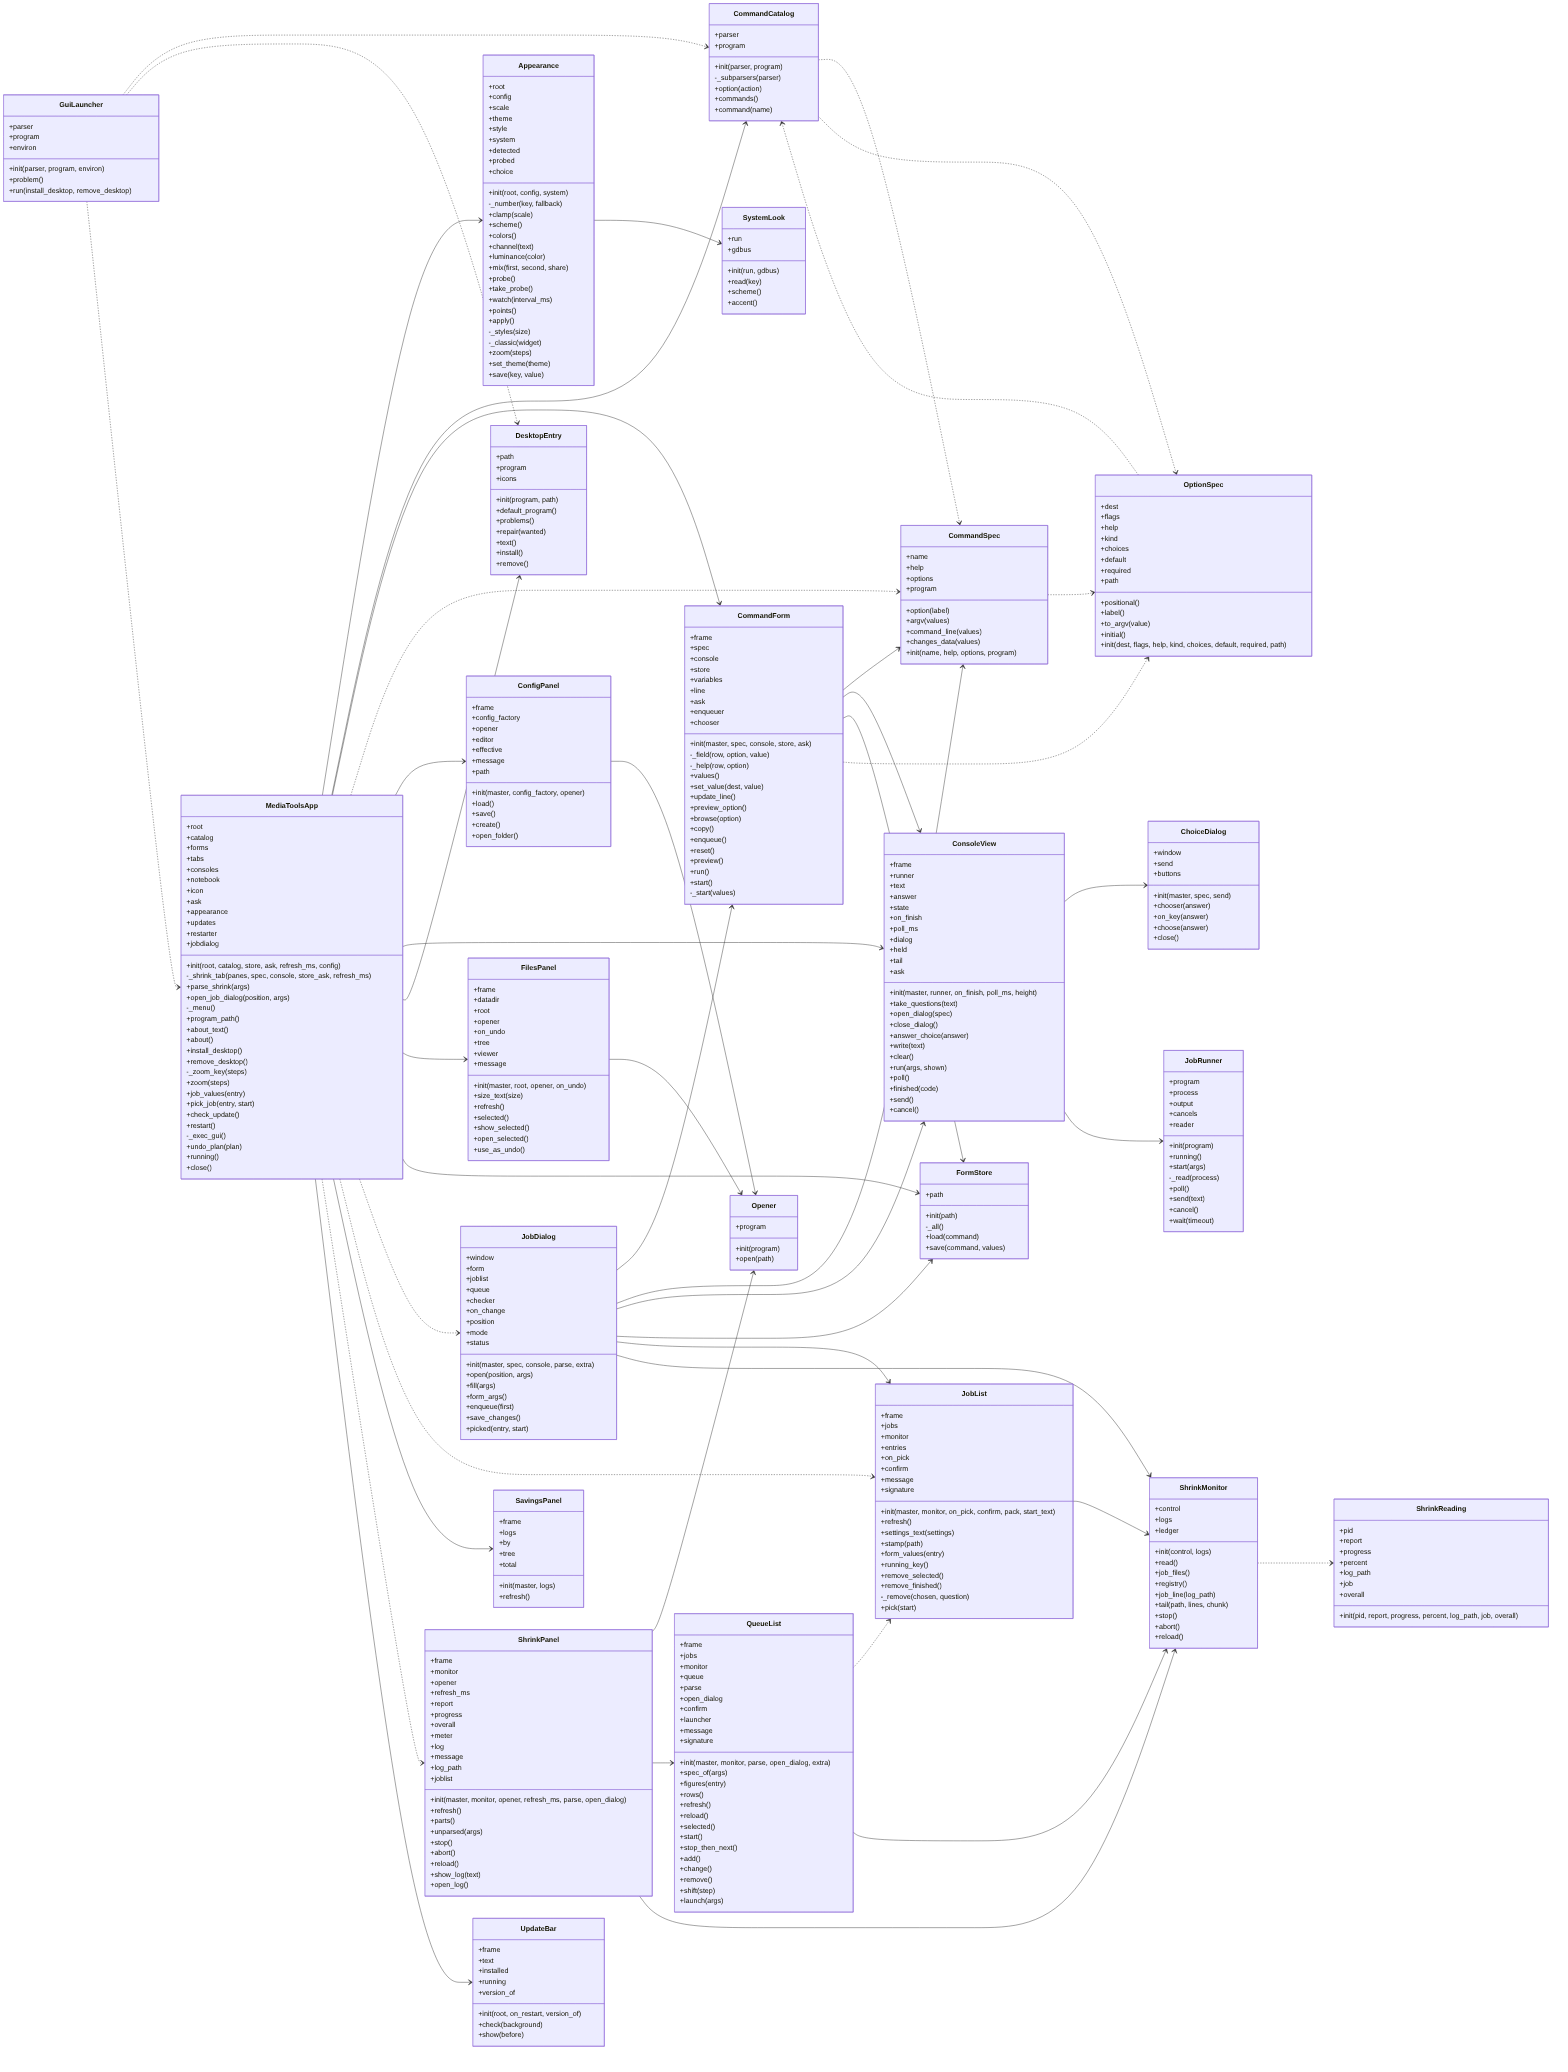 CommandCatalog
+parser
+program
+init(parser, program)
-_subparsers(parser)
+option(action)
+commands()
+command(name)
Appearance
+root
+config
+scale
+theme
+style
+system
+detected
+probed
+choice
+init(root, config, system)
-_number(key, fallback)
+clamp(scale)
+scheme()
+colors()
+channel(text)
+luminance(color)
+mix(first, second, share)
+probe()
+take_probe()
+watch(interval_ms)
+points()
+apply()
-_styles(size)
-_classic(widget)
+zoom(steps)
+set_theme(theme)
+save(key, value)
GuiLauncher
+parser
+program
+environ
+init(parser, program, environ)
+problem()
+run(install_desktop, remove_desktop)
SystemLook
+run
+gdbus
+init(run, gdbus)
+read(key)
+scheme()
+accent()
DesktopEntry
+path
+program
+icons
+init(program, path)
+default_program()
+problems()
+repair(wanted)
+text()
+install()
+remove()
OptionSpec
+dest
+flags
+help
+kind
+choices
+default
+required
+path
+positional()
+label()
+to_argv(value)
+initial()
+init(dest, flags, help, kind, choices, default, required, path)
CommandSpec
+name
+help
+options
+program
+option(label)
+argv(values)
+command_line(values)
+changes_data(values)
+init(name, help, options, program)
CommandForm
+frame
+spec
+console
+store
+variables
+line
+ask
+enqueuer
+chooser
+init(master, spec, console, store, ask)
-_field(row, option, value)
-_help(row, option)
+values()
+set_value(dest, value)
+update_line()
+preview_option()
+browse(option)
+copy()
+enqueue()
+reset()
+preview()
+run()
+start()
-_start(values)
ConfigPanel
+frame
+config_factory
+opener
+editor
+effective
+message
+path
+init(master, config_factory, opener)
+load()
+save()
+create()
+open_folder()
MediaToolsApp
+root
+catalog
+forms
+tabs
+consoles
+notebook
+icon
+ask
+appearance
+updates
+restarter
+jobdialog
+init(root, catalog, store, ask, refresh_ms, config)
-_shrink_tab(panes, spec, console, store_ask, refresh_ms)
+parse_shrink(args)
+open_job_dialog(position, args)
-_menu()
+program_path()
+about_text()
+about()
+install_desktop()
+remove_desktop()
-_zoom_key(steps)
+zoom(steps)
+job_values(entry)
+pick_job(entry, start)
+check_update()
+restart()
-_exec_gui()
+undo_plan(plan)
+running()
+close()
ConsoleView
+frame
+runner
+text
+answer
+state
+on_finish
+poll_ms
+dialog
+held
+tail
+ask
+init(master, runner, on_finish, poll_ms, height)
+take_questions(text)
+open_dialog(spec)
+close_dialog()
+answer_choice(answer)
+write(text)
+clear()
+run(args, shown)
+poll()
+finished(code)
+send()
+cancel()
ChoiceDialog
+window
+send
+buttons
+init(master, spec, send)
+chooser(answer)
+on_key(answer)
+choose(answer)
+close()
FilesPanel
+frame
+datadir
+root
+opener
+on_undo
+tree
+viewer
+message
+init(master, root, opener, on_undo)
+size_text(size)
+refresh()
+selected()
+show_selected()
+open_selected()
+use_as_undo()
JobRunner
+program
+process
+output
+cancels
+reader
+init(program)
+running()
+start(args)
-_read(process)
+poll()
+send(text)
+cancel()
+wait(timeout)
FormStore
+path
+init(path)
-_all()
+load(command)
+save(command, values)
Opener
+program
+init(program)
+open(path)
JobDialog
+window
+form
+joblist
+queue
+checker
+on_change
+position
+mode
+status
+init(master, spec, console, parse, extra)
+open(position, args)
+fill(args)
+form_args()
+enqueue(first)
+save_changes()
+picked(entry, start)
JobList
+frame
+jobs
+monitor
+entries
+on_pick
+confirm
+message
+signature
+init(master, monitor, on_pick, confirm, pack, start_text)
+refresh()
+settings_text(settings)
+stamp(path)
+form_values(entry)
+running_key()
+remove_selected()
+remove_finished()
-_remove(chosen, question)
+pick(start)
ShrinkMonitor
+control
+logs
+ledger
+init(control, logs)
+read()
+job_files()
+registry()
+job_line(log_path)
+tail(path, lines, chunk)
+stop()
+abort()
+reload()
ShrinkReading
+pid
+report
+progress
+percent
+log_path
+job
+overall
+init(pid, report, progress, percent, log_path, job, overall)
SavingsPanel
+frame
+logs
+by
+tree
+total
+init(master, logs)
+refresh()
ShrinkPanel
+frame
+monitor
+opener
+refresh_ms
+report
+progress
+overall
+meter
+log
+message
+log_path
+joblist
+init(master, monitor, opener, refresh_ms, parse, open_dialog)
+refresh()
+parts()
+unparsed(args)
+stop()
+abort()
+reload()
+show_log(text)
+open_log()
QueueList
+frame
+jobs
+monitor
+queue
+parse
+open_dialog
+confirm
+launcher
+message
+signature
+init(master, monitor, parse, open_dialog, extra)
+spec_of(args)
+figures(entry)
+rows()
+refresh()
+reload()
+selected()
+start()
+stop_then_next()
+add()
+change()
+remove()
+shift(step)
+launch(args)
UpdateBar
+frame
+text
+installed
+running
+version_of
+init(root, on_restart, version_of)
+check(background)
+show(before)